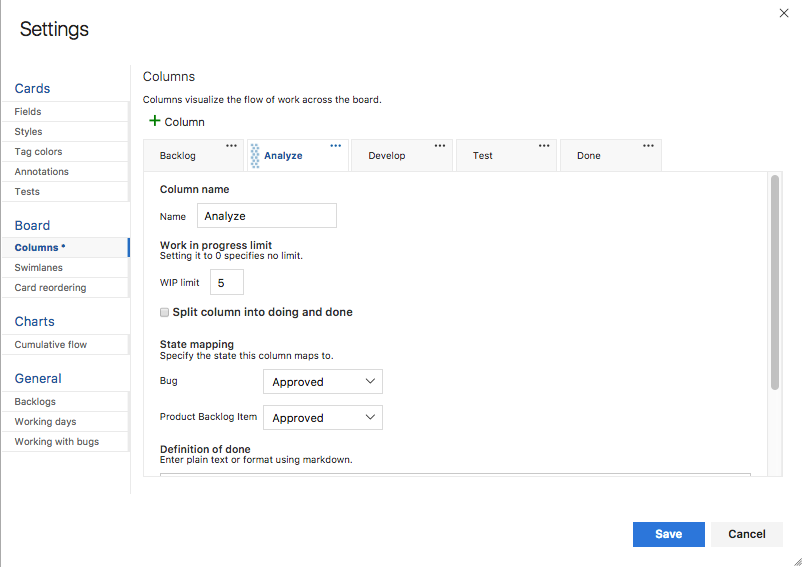 Settings
Cards
Fields
Styles
Tag colors
Annotations
Tests
Board
Columns *
Swimlanes
Card reordering
Charts
Cumulative flow
General
Backlogs
Working days
Working with bugs
Columns
Columns visualize the flow of work across the board.
+ Column
Backlog ... Analyze ... Develop ... Test ... Done ...
Column name
Name Analyze
Work in progress limit
Setting it to 0 specifies no limit.
WIP limit 5
Split column into doing and done
State mapping
Specify the state this column maps to.
Bug Approved
Product Backlog Item Approved
Definition of done
Enter plain text or format using markdown.
Save Cancel